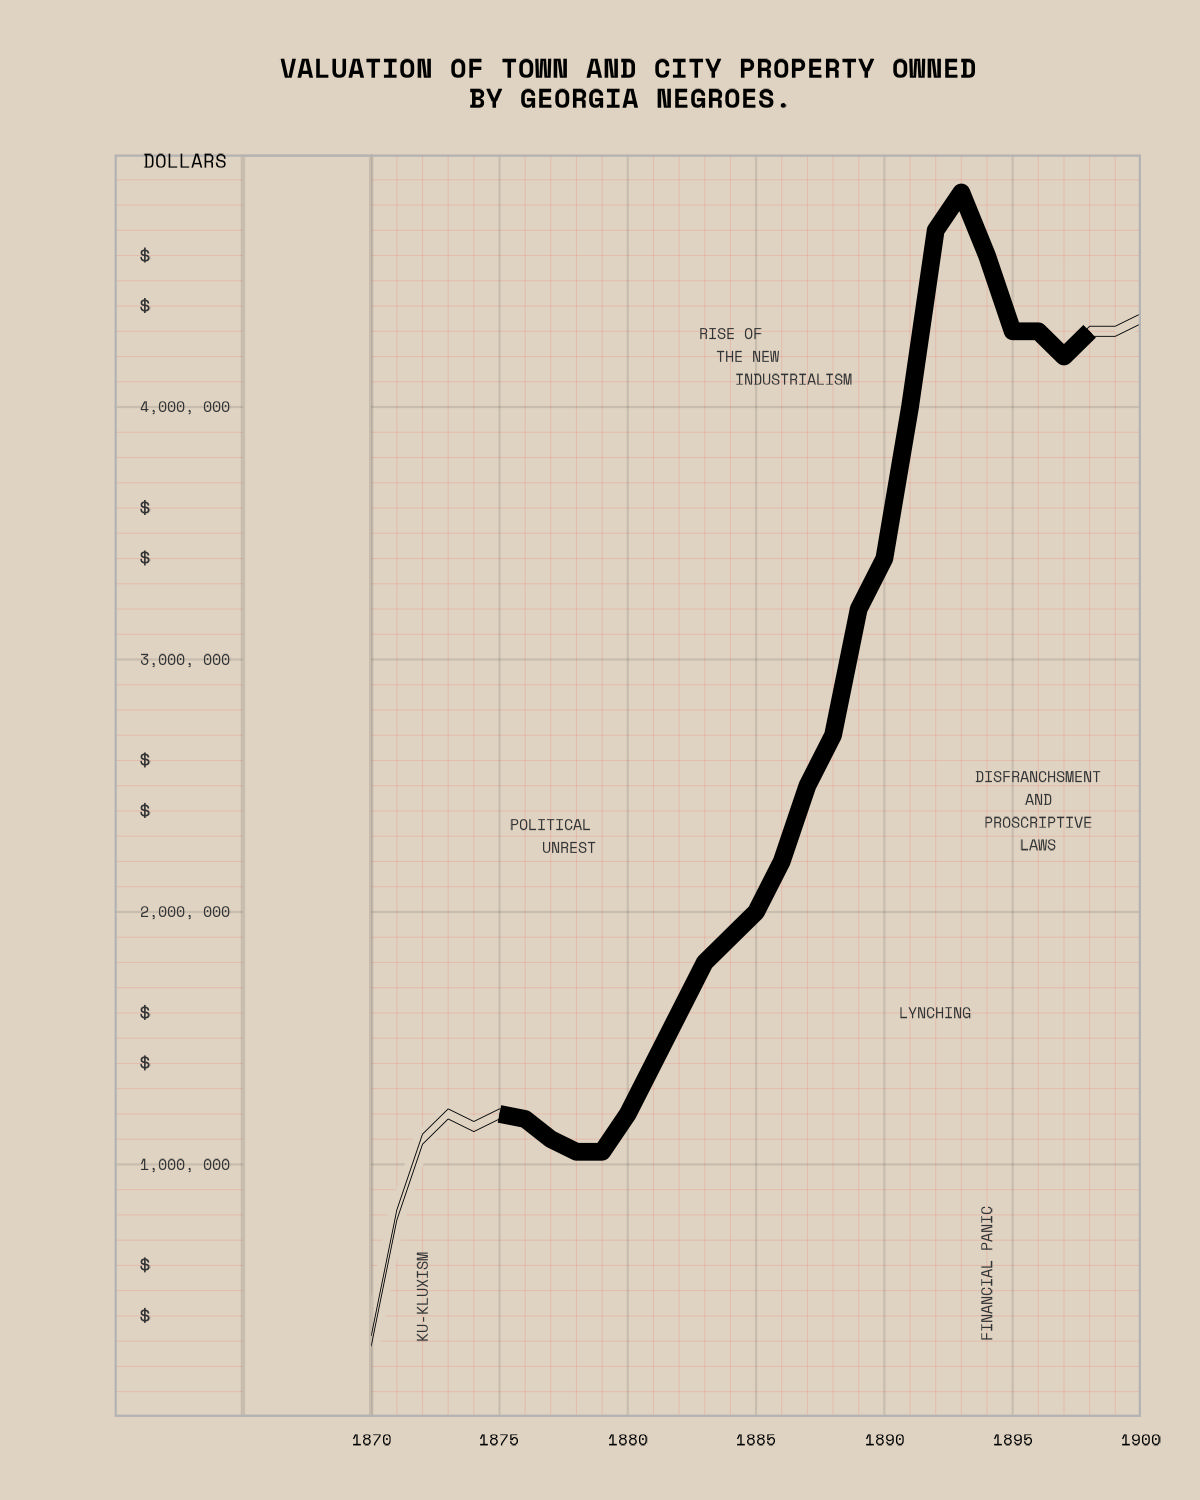 VALUATION OF TOWN AND CITY PROPERTY OWNED
BY GEORGIA NEGROES.
DOLLARS
$
$
4,000, 000
$
$
3,000, 000
$
$
2,000, 000
$
$
1,000, 000
$
$
RISE OF
THE NEW
INDUSTRIALISM
POLITICAL
UNREST
DISFRANCHSMENT
AND
PROSCRIPTIVE
LAWS
LYNCHING
KU-KLUXISM
FINANCIAL PANIC
1870 1875 1880 1885 1890 1895 1900